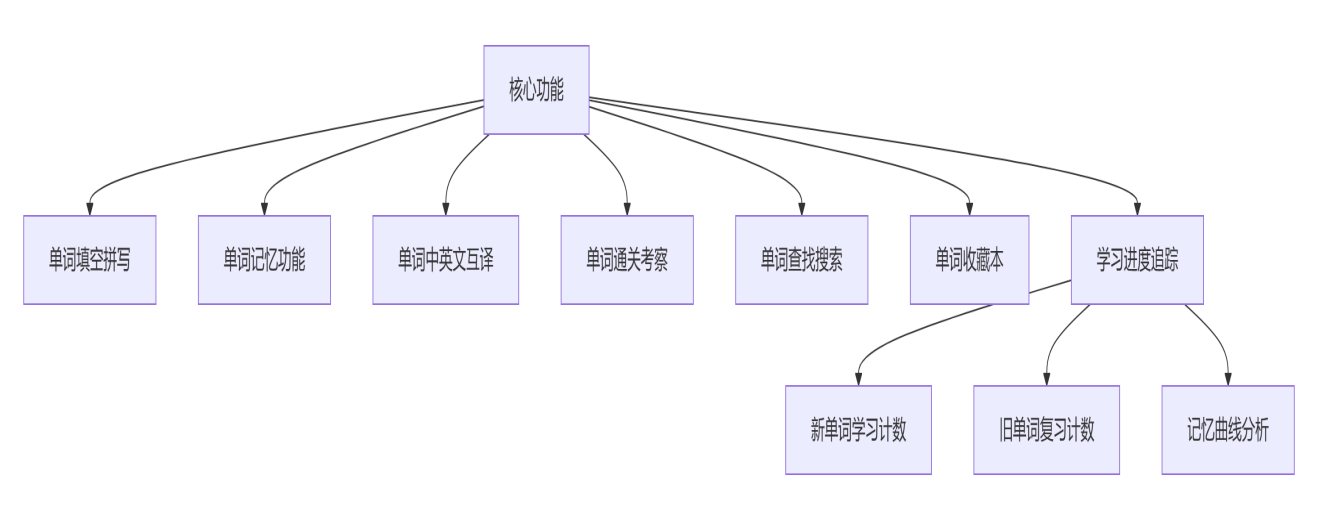 核心功能
单词填空拼写
单词记忆功能
单词中英文互译
单词通关考察
单词查找搜索
单词收藏本
学习进度追踪
新单词学习计数
旧单词复习计数
记忆曲线分析